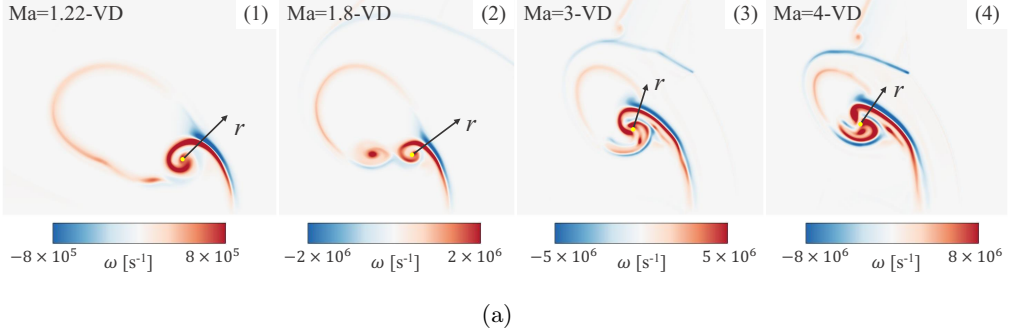 Ma=1.22-VD (1) Ma=1.8-VD (2) Ma=3-VD (3) Ma=4-VD (4)
r r r r
−8 × 10⁵ 8 × 10⁵ −2 × 10⁶ 2 × 10⁶ −5 × 10⁶ 5 × 10⁶ −8 × 10⁶ 8 × 10⁶
ω [s⁻¹] ω [s⁻¹] ω [s⁻¹] ω [s⁻¹]
(a)